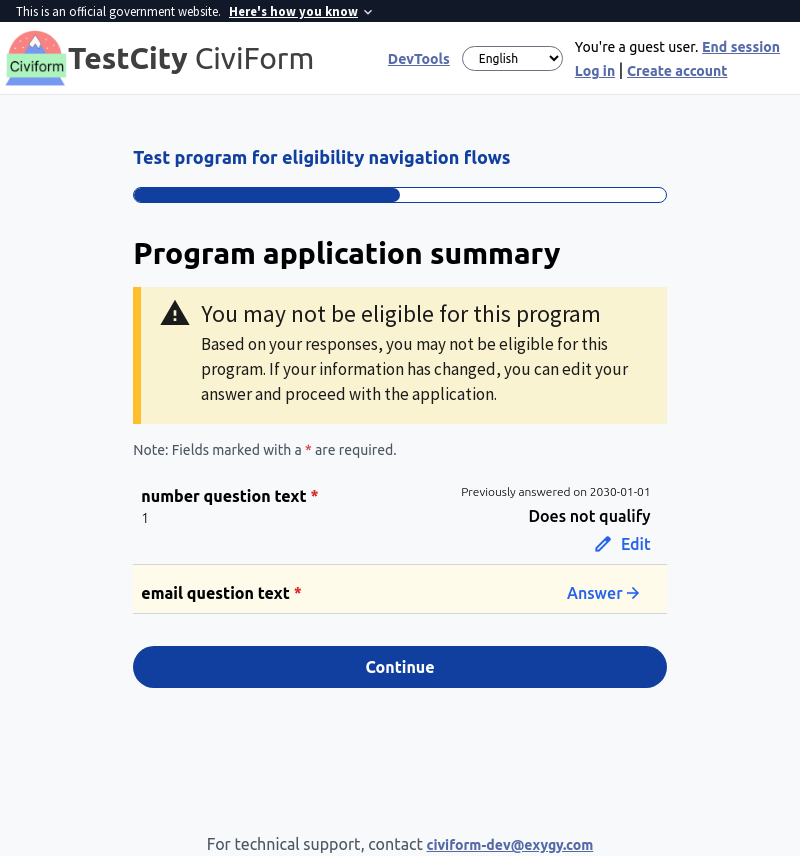 This is an official government website. Here's how you know
Civiform
TestCity CiviForm
DevTools
English
You're a guest user. End session
Log in | Create account
Test program for eligibility navigation flows
Program application summary
You may not be eligible for this program
Based on your responses, you may not be eligible for this
program. If your information has changed, you can edit your
answer and proceed with the application.
Note: Fields marked with a * are required.
number question text *
Previously answered on 2030-01-01
1
Does not qualify
Edit
email question text *
Answer
Continue
For technical support, contact civiform-dev@exygy.com